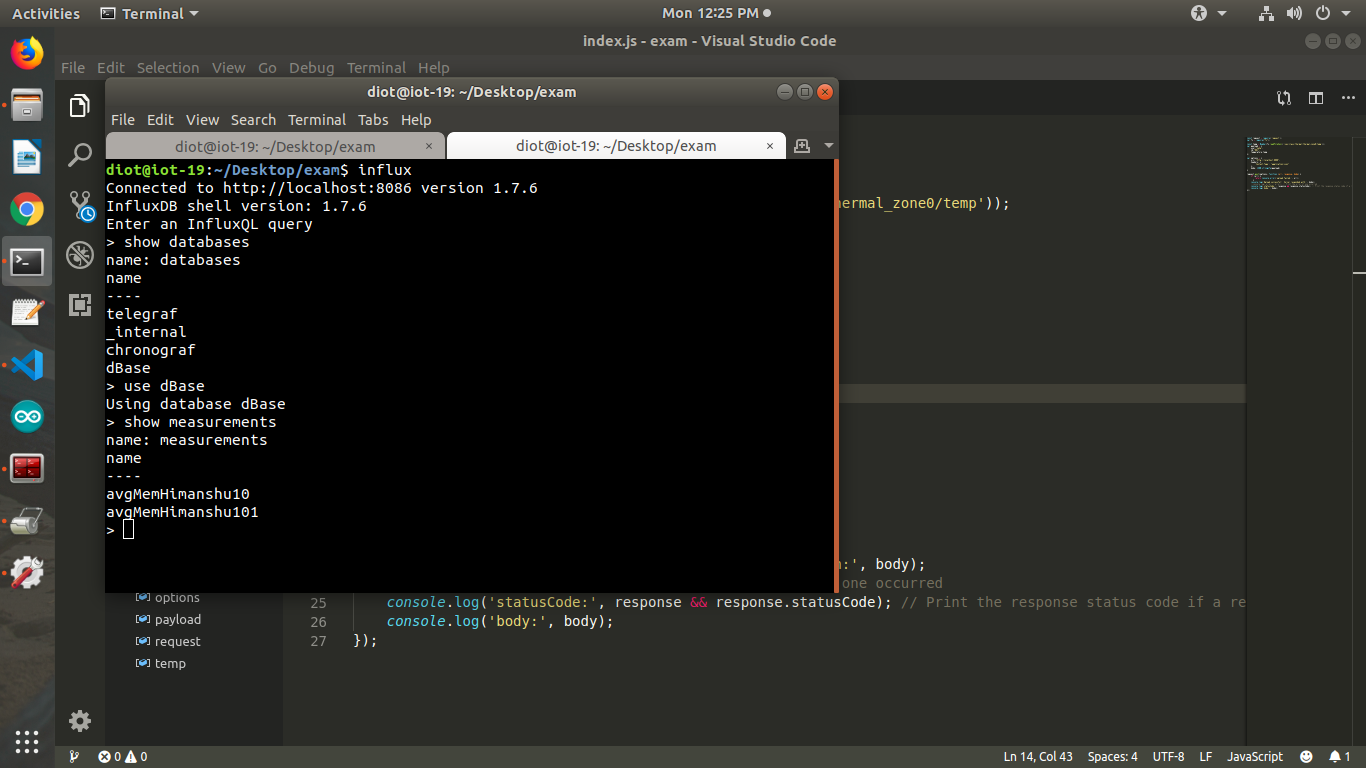 Activities
Terminal
Mon 12:25 PM
index.js - exam - Visual Studio Code
File Edit Selection View Go Debug Terminal Help
diot@iot-19: ~/Desktop/exam
File Edit View Search Terminal Tabs Help
diot@iot-19: ~/Desktop/exam ×
diot@iot-19: ~/Desktop/exam ×
diot@iot-19:~/Desktop/exam$ influx
Connected to http://localhost:8086 version 1.7.6
InfluxDB shell version: 1.7.6
Enter an InfluxQL query
> show databases
name: databases
name
----
telegraf
_internal
chronograf
dBase
> use dBase
Using database dBase
> show measurements
name: measurements
name
----
avgMemHimanshu10
avgMemHimanshu101
>
ermal_zone0/temp'));
:', body);
one occurred
25 console.log('statusCode:', response && response.statusCode); // Print the response status code if a re
26 console.log('body:', body);
27 });
options
payload
request
temp
0 0
Ln 14, Col 43 Spaces: 4 UTF-8 LF JavaScript 1